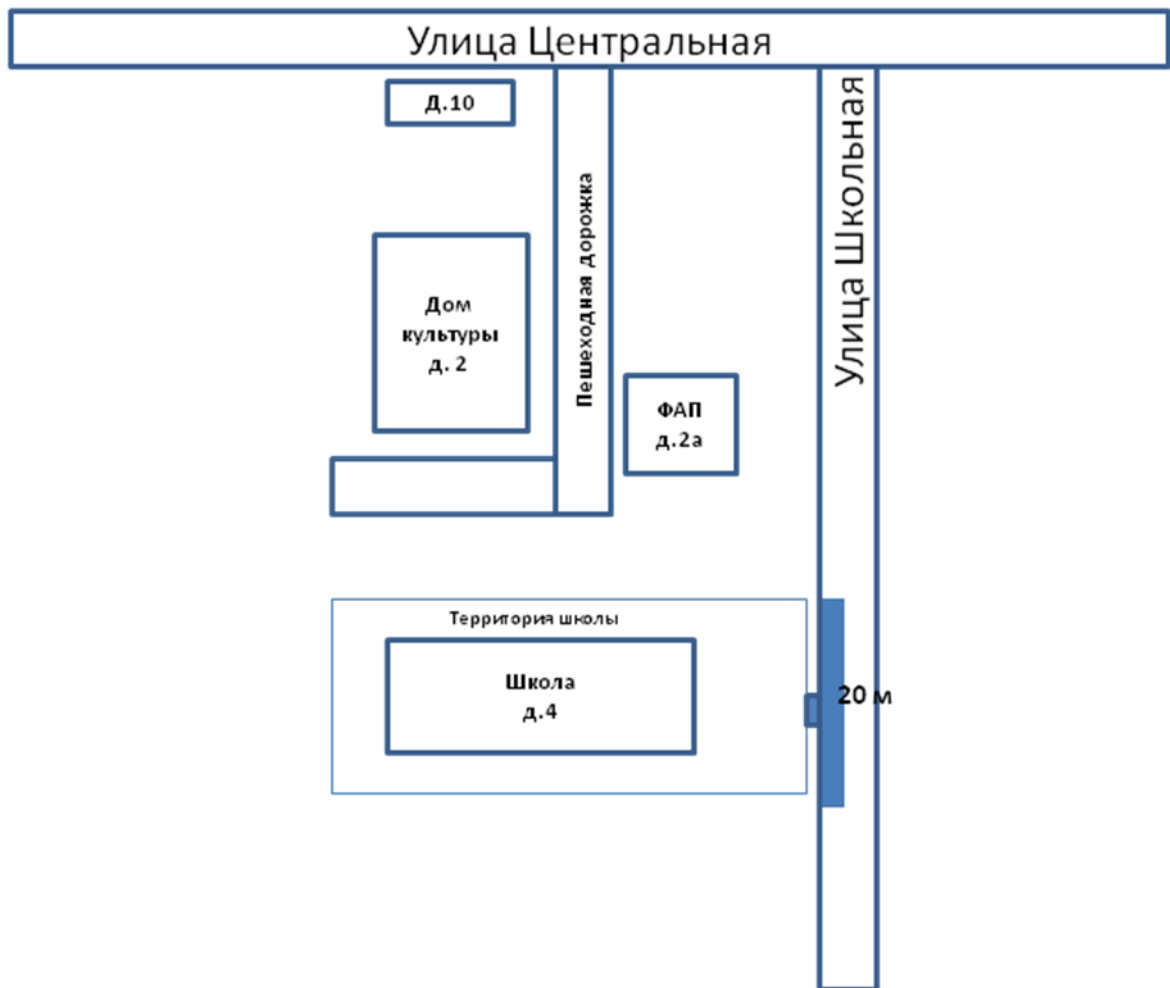 Улица Центральная
Д.10
Улица Школьная
Пешеходная дорожка
Дом
культуры
д. 2
ФАП
д.2а
Территория школы
Школа
д.4
20 м